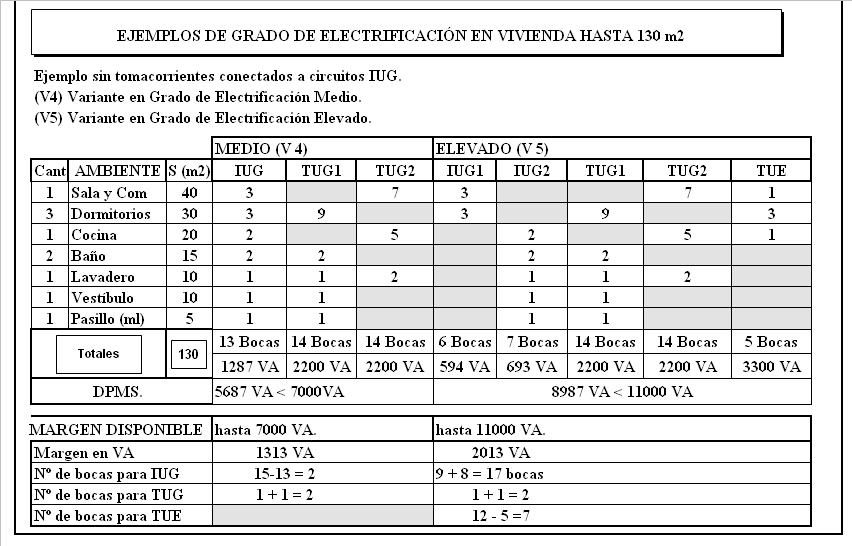 EJEMPLOS DE GRADO DE ELECTRIFICACIÓN EN VIVIENDA HASTA 130 m2
Ejemplo sin tomacorrientes conectados a circuitos IUG.
(V4) Variante en Grado de Electrificación Medio.
(V5) Variante en Grado de Electrificación Elevado.
MEDIO (V 4) ELEVADO (V 5)
Cant AMBIENTE S (m2) IUG TUG1 TUG2 IUG1 IUG2 TUG1 TUG2 TUE
1 Sala y Com 40 3 7 3 7 1
3 Dormitorios 30 3 9 3 9 3
1 Cocina 20 2 5 2 5 1
2 Baño 15 2 2 2 2
1 Lavadero 10 1 1 2 1 1 2
1 Vestíbulo 10 1 1 1 1
1 Pasillo (ml) 5 1 1 1 1
Totales 130 13 Bocas 14 Bocas 14 Bocas 6 Bocas 7 Bocas 14 Bocas 14 Bocas 5 Bocas
1287 VA 2200 VA 2200 VA 594 VA 693 VA 2200 VA 2200 VA 3300 VA
DPMS. 5687 VA < 7000VA 8987 VA < 11000 VA
MARGEN DISPONIBLE hasta 7000 VA. hasta 11000 VA.
Margen en VA 1313 VA 2013 VA
Nº de bocas para IUG 15-13 = 2 9 + 8 = 17 bocas
Nº de bocas para TUG 1 + 1 = 2 1 + 1 = 2
Nº de bocas para TUE 12 - 5 =7